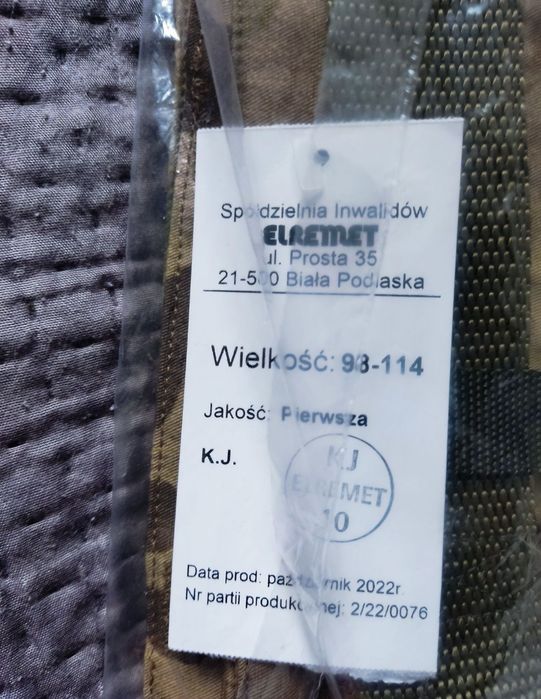 Spółdzielnia Inwalidów
ELREMET
ul. Prosta 35
21-500 Biała Podlaska
Wielkość: 98-114
Jakość: Pierwsza
K.J.
KJ
ELREMET
10
Data prod: październik 2022r.
Nr partii produkcyjnej: 2/22/0076